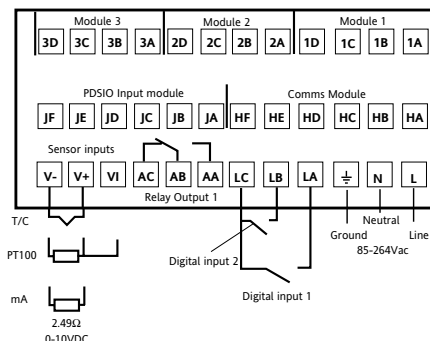 Module 3 Module 2 Module 1
3D 3C 3B 3A 2D 2C 2B 2A 1D 1C 1B 1A
PDSIO Input module Comms Module
JF JE JD JC JB JA HF HE HD HC HB HA
Sensor inputs
V- V+ VI AC AB AA LC LB LA N L
Relay Output 1
T/C
Neutral
Ground Line
85-264Vac
PT100
Digital input 2
mA
Digital input 1
2.49Ω
0-10VDC